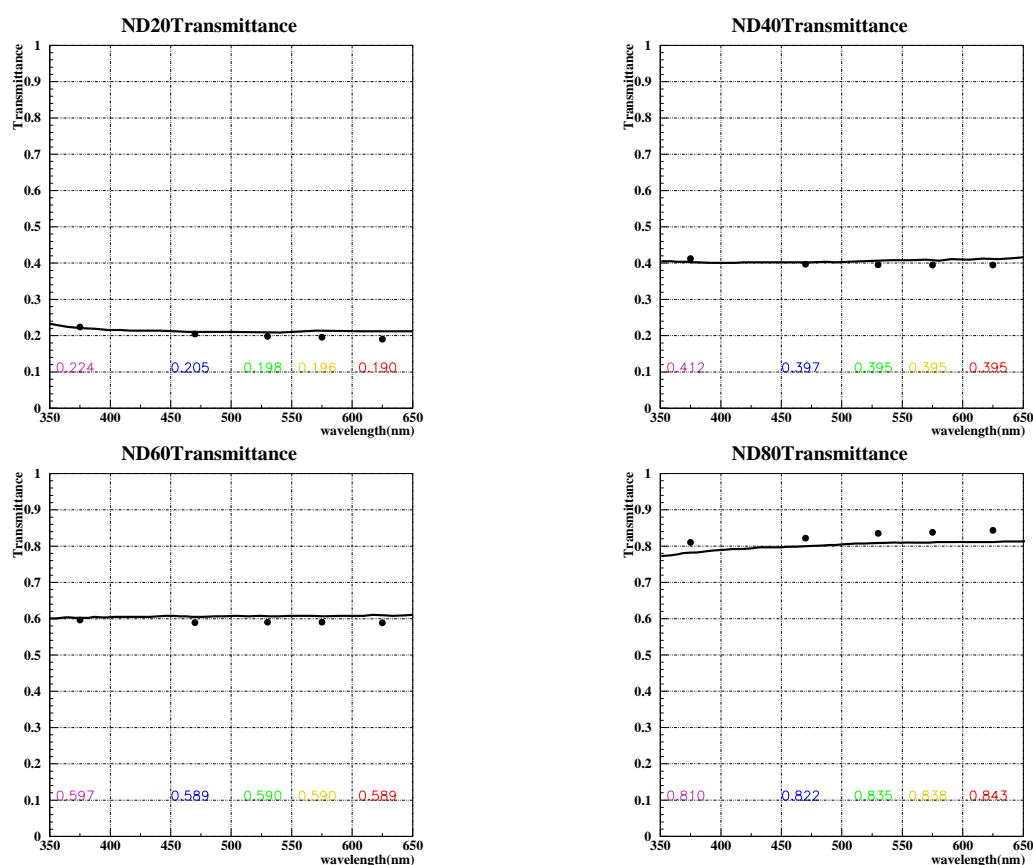 ND20Transmittance
Transmittance
1
0.9
0.8
0.7
0.6
0.5
0.4
0.3
0.2
0.1
0
0.224 0.205 0.198 0.196 0.190
350 400 450 500 550 600 650
wavelength(nm)
ND40Transmittance
Transmittance
1
0.9
0.8
0.7
0.6
0.5
0.4
0.3
0.2
0.1
0
0.412 0.397 0.395 0.395 0.395
350 400 450 500 550 600 650
wavelength(nm)
ND60Transmittance
Transmittance
1
0.9
0.8
0.7
0.6
0.5
0.4
0.3
0.2
0.1
0
0.597 0.589 0.590 0.590 0.589
350 400 450 500 550 600 650
wavelength(nm)
ND80Transmittance
Transmittance
1
0.9
0.8
0.7
0.6
0.5
0.4
0.3
0.2
0.1
0
0.810 0.822 0.835 0.838 0.843
350 400 450 500 550 600 650
wavelength(nm)